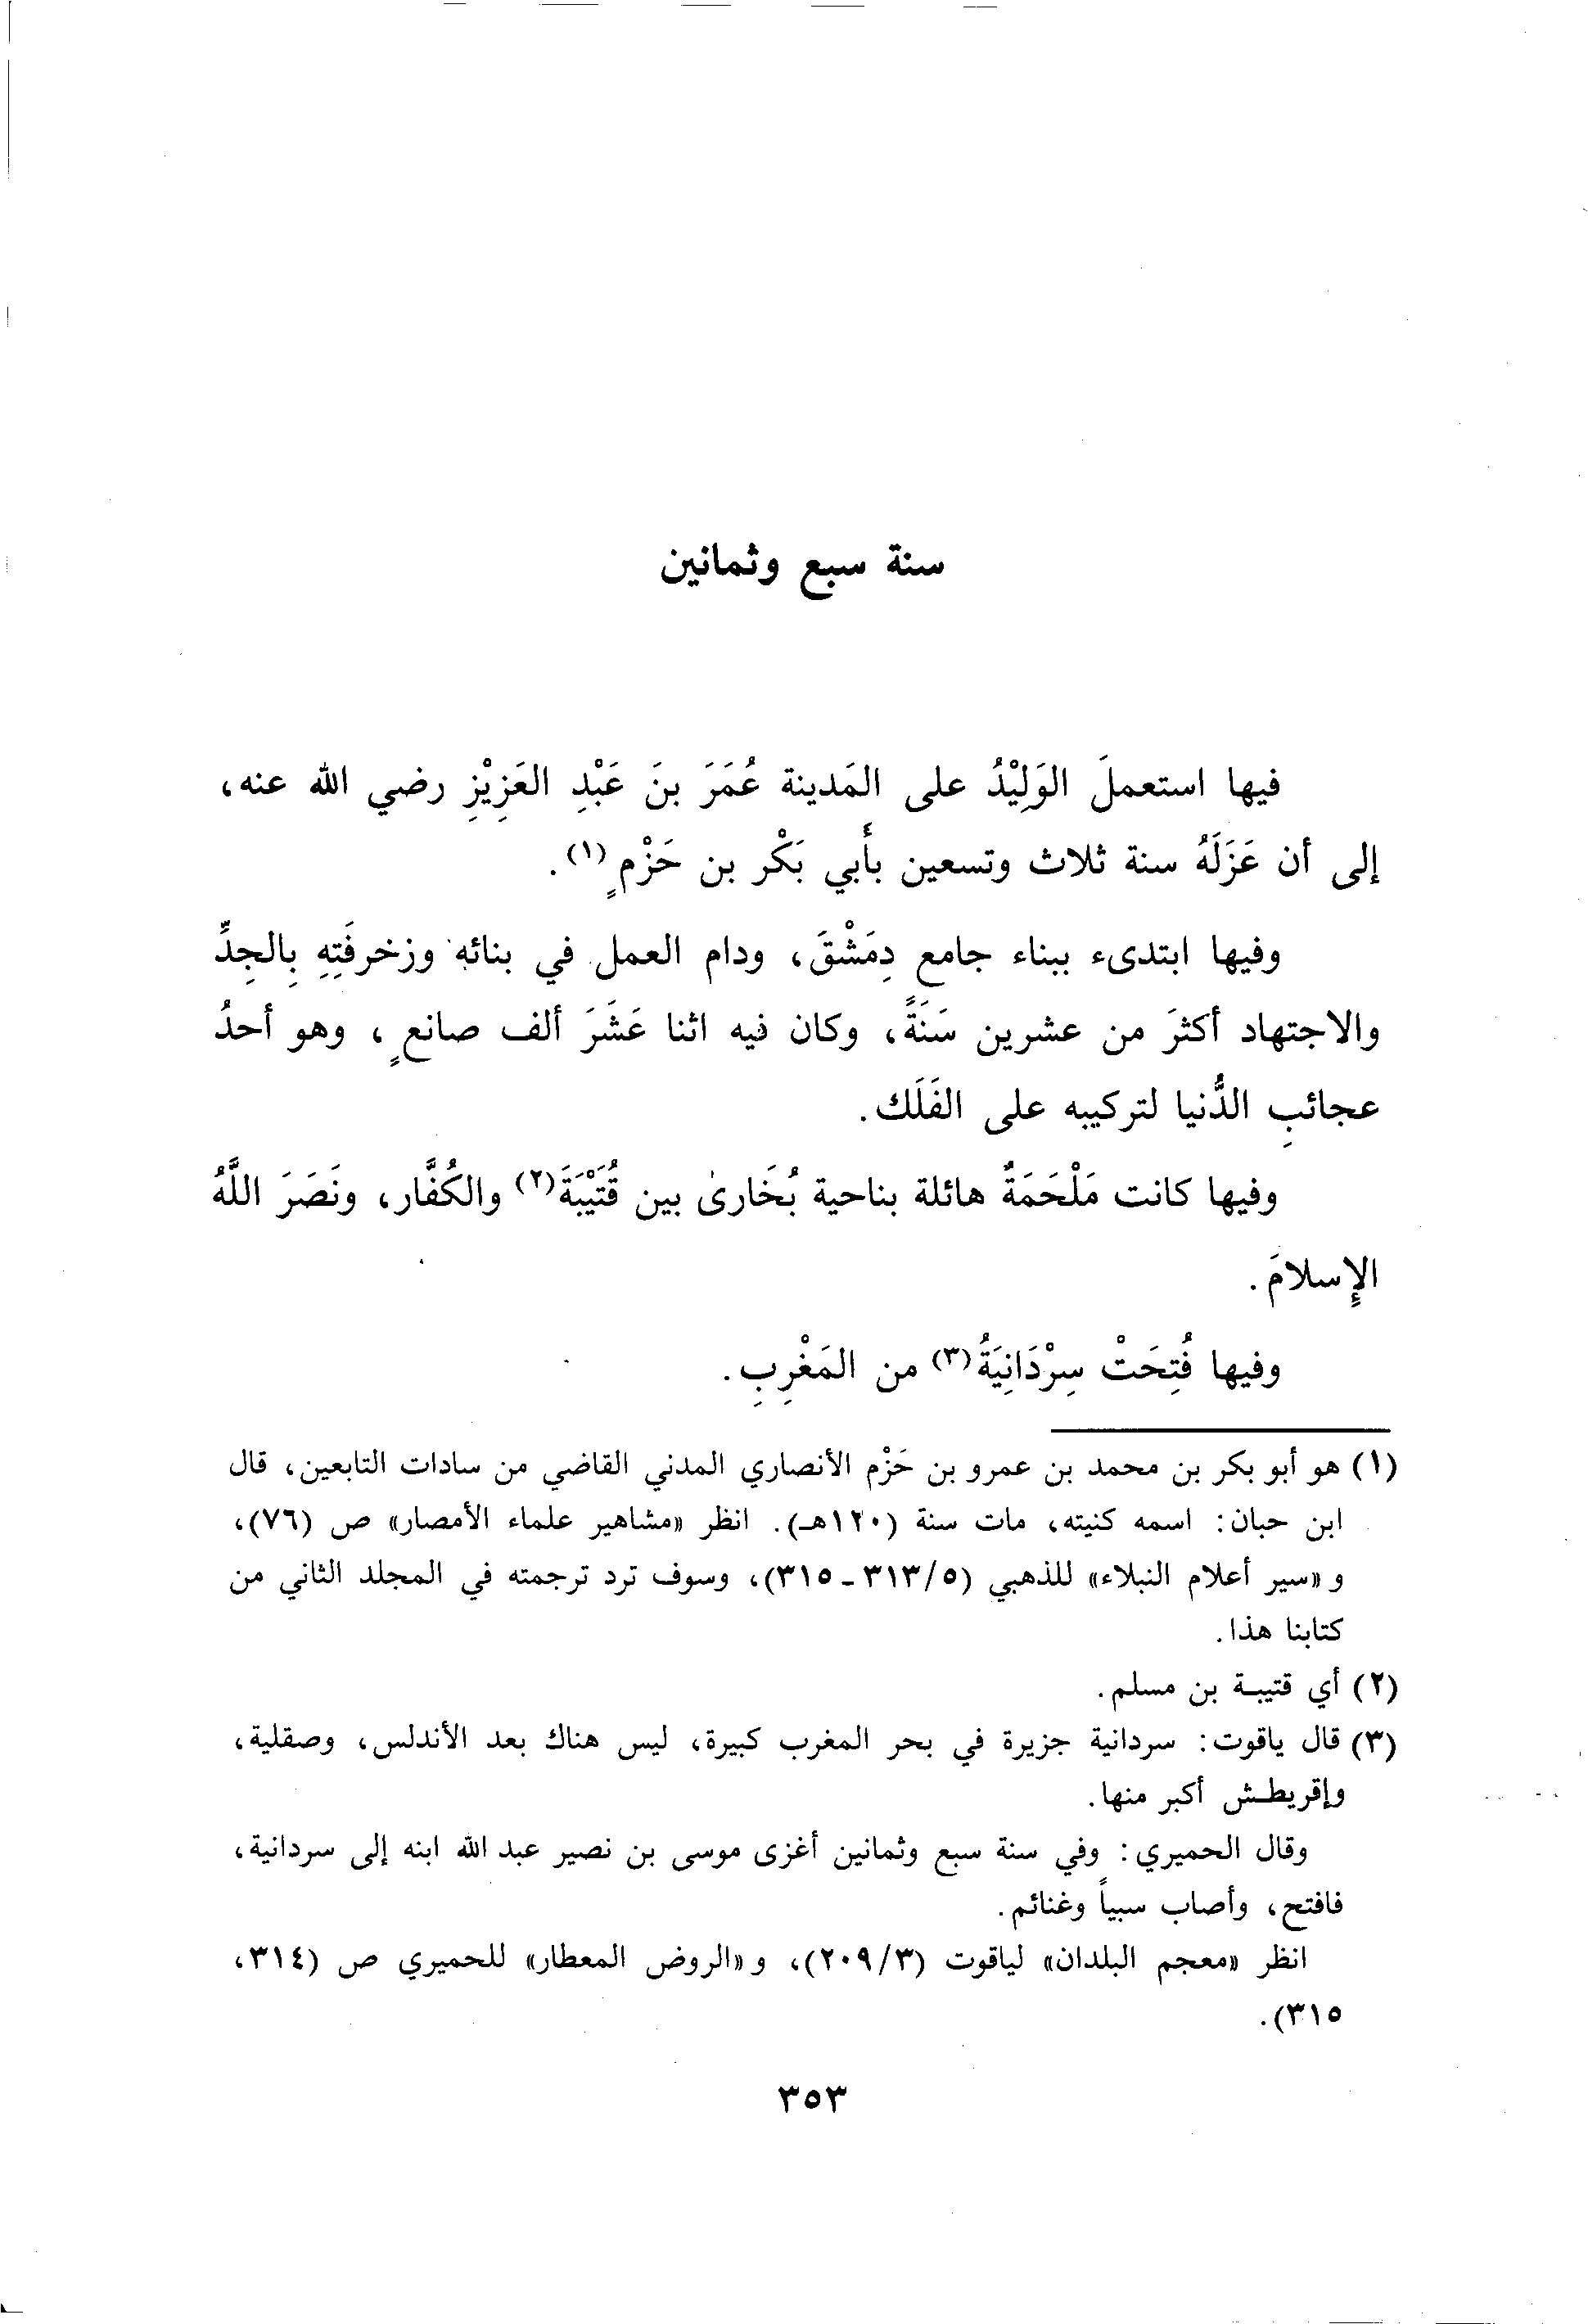 سنة سبع وثمانين
فيها استعملَ الوَلِيْدُ على المَدينة عُمَرَ بنَ عَبْدِ العَزِيْزِ رضي الله عنه،
إلى أن عَزَلَهُ سنة ثلاث وتسعين بأَبي بَكْر بن حَزْمٍ(١).
وفيها ابتدىء ببناء جامع دِمَشْقَ، ودام العمل في بنائه وزخرفَتِهِ بِالجِدِّ
والاجتهاد أكثرَ من عشرين سَنَةً، وكان فيه اثنا عَشَرَ ألف صانعٍ، وهو أحدُ
عجائبِ الدُّنيا لتركيبه على الفَلَك.
وفيها كانت مَلْحَمَةٌ هائلة بناحية بُخَارىٰ بين قُتَيْبَةَ(٢) والكُفَّار، ونَصَرَ اللَّهُ
الإِسلامَ.
وفيها فُتِحَتْ سِرْدَانِيَةُ(٣) من المَغْرِبِ.
(١) هو أبو بكر بن محمد بن عمرو بن حَزْم الأنصاري المدني القاضي من سادات التابعين، قال
ابن حبان: اسمه كنيته، مات سنة (١٢٠هـ). انظر «مشاهير علماء الأمصار» ص (٧٦)،
و «سير أعلام النبلاء» للذهبي (٣١٣/٥ - ٣١٥)، وسوف ترد ترجمته في المجلد الثاني من
كتابنا هذا.
(٢) أي قتيبة بن مسلم.
(٣) قال ياقوت: سردانية جزيرة في بحر المغرب كبيرة، ليس هناك بعد الأندلس، وصقلية،
وإقريطش أكبر منها.
وقال الحميري: وفي سنة سبع وثمانين أغزى موسى بن نصير عبد الله ابنه إلى سردانية،
فافتح، وأصاب سبياً وغنائم.
انظر «معجم البلدان» لياقوت (٢٠٩/٣)، و «الروض المعطار» للحميري ص (٣١٤،
٣١٥).
٣٥٣